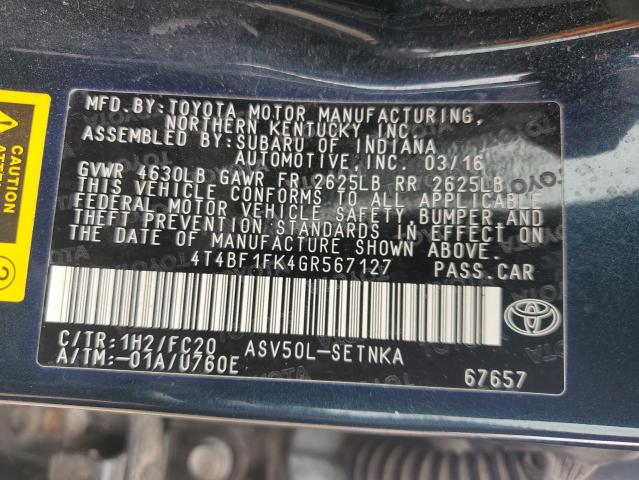 MFD.BY:TOYOTA MOTOR MANUFACTURING,
NORTHERN KENTUCKY INC.
ASSEMBLED BY:SUBARU OF INDIANA
AUTOMOTIVE, INC. 03/16
GVWR 4630LB GAWR FR 2625LB RR 2625LB
THIS VEHICLE CONFORMS TO ALL APPLICABLE
FEDERAL MOTOR VEHICLE SAFETY, BUMPER AND
THEFT PREVENTION STANDARDS IN EFFECT ON
THE DATE OF MANUFACTURE SHOWN ABOVE.
4T4BF1FK4GR567127 PASS.CAR
C/TR:1H2/FC20 ASV50L-SETNKA
A/TM:-01A/U760E
67657